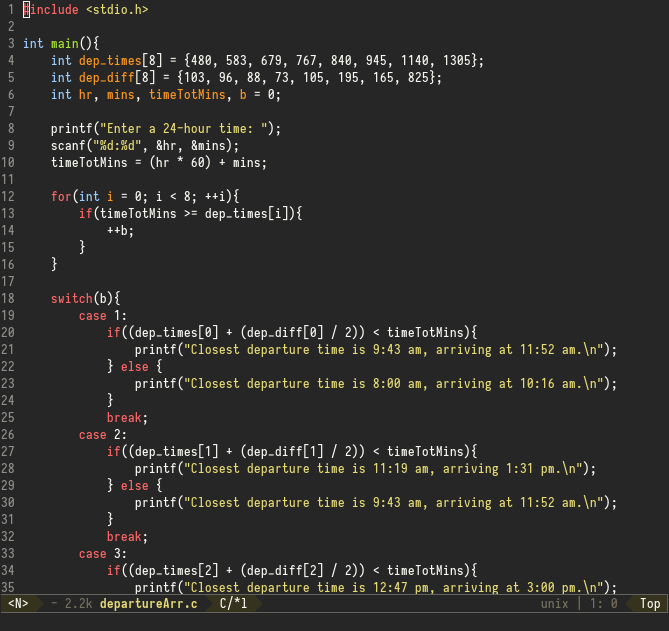 1 #include <stdio.h>
2
3 int main(){
4     int dep_times[8] = {480, 583, 679, 767, 840, 945, 1140, 1305};
5     int dep_diff[8] = {103, 96, 88, 73, 105, 195, 165, 825};
6     int hr, mins, timeTotMins, b = 0;
7
8     printf("Enter a 24-hour time: ");
9     scanf("%d:%d", &hr, &mins);
10     timeTotMins = (hr * 60) + mins;
11
12     for(int i = 0; i < 8; ++i){
13         if(timeTotMins >= dep_times[i]){
14             ++b;
15         }
16     }
17
18     switch(b){
19         case 1:
20             if((dep_times[0] + (dep_diff[0] / 2)) < timeTotMins){
21                 printf("Closest departure time is 9:43 am, arriving at 11:52 am.\n");
22             } else {
23                 printf("Closest departure time is 8:00 am, arriving at 10:16 am.\n");
24             }
25             break;
26         case 2:
27             if((dep_times[1] + (dep_diff[1] / 2)) < timeTotMins){
28                 printf("Closest departure time is 11:19 am, arriving 1:31 pm.\n");
29             } else {
30                 printf("Closest departure time is 9:43 am, arriving at 11:52 am.\n");
31             }
32             break;
33         case 3:
34             if((dep_times[2] + (dep_diff[2] / 2)) < timeTotMins){
35                 printf("Closest departure time is 12:47 pm, arriving at 3:00 pm.\n");
<N> - 2.2k departureArr.c C/*l unix | 1: 0 Top